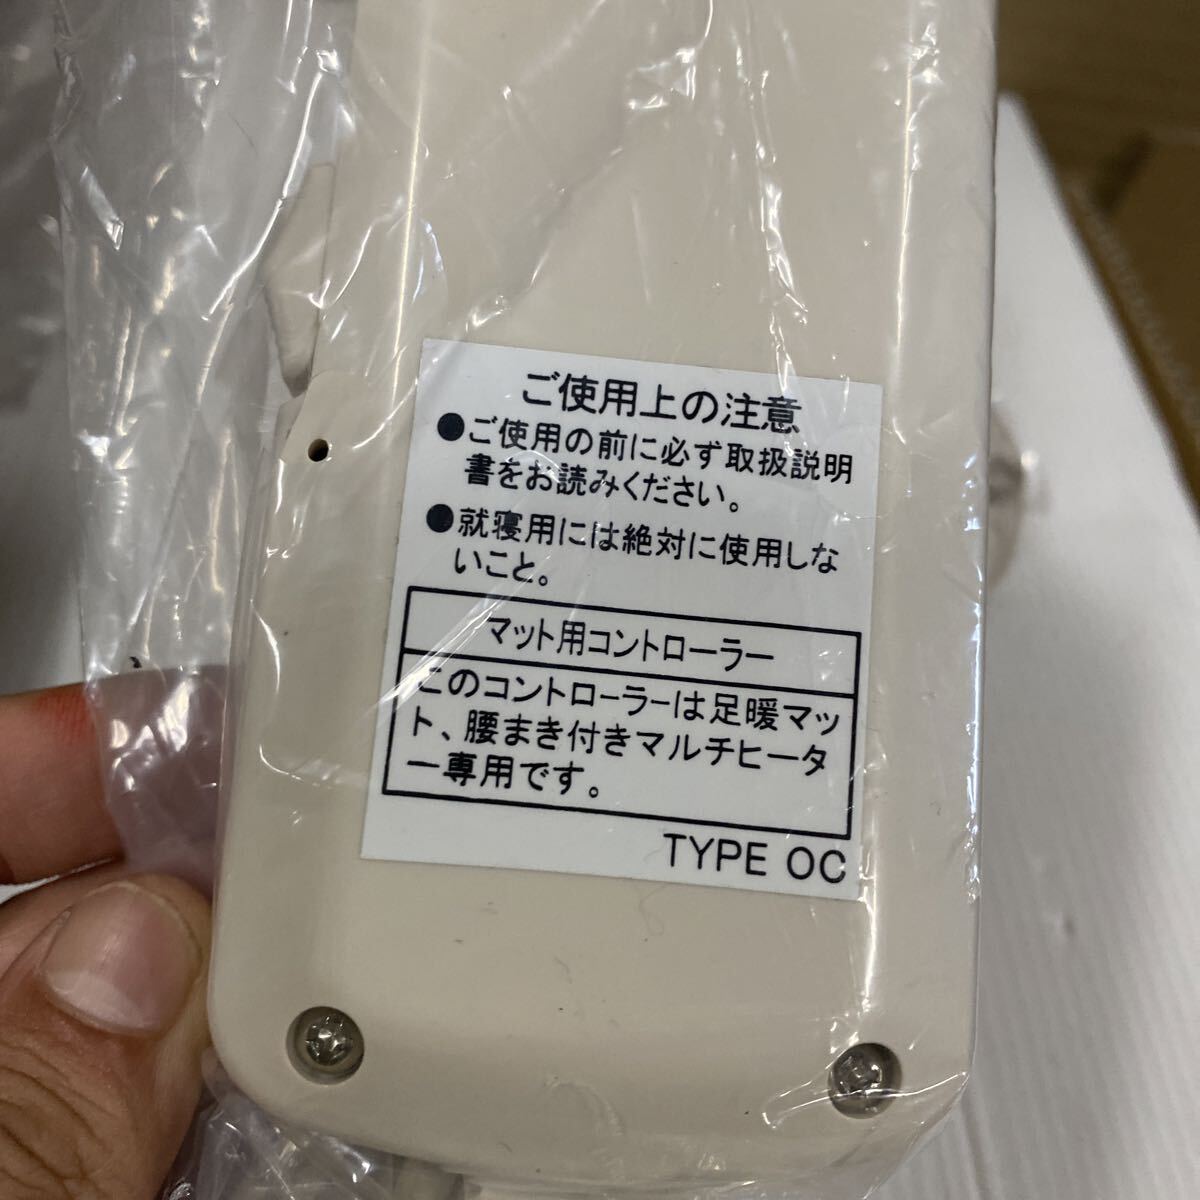 ご使用上の注意
●ご使用の前に必ず取扱説明
書をお読みください。
●就寝用には絶対に使用しな
いこと。
マット用コントローラー
このコントローラーは足暖マッ
ト、腰まき付きマルチヒータ
ー専用です。
TYPE OC